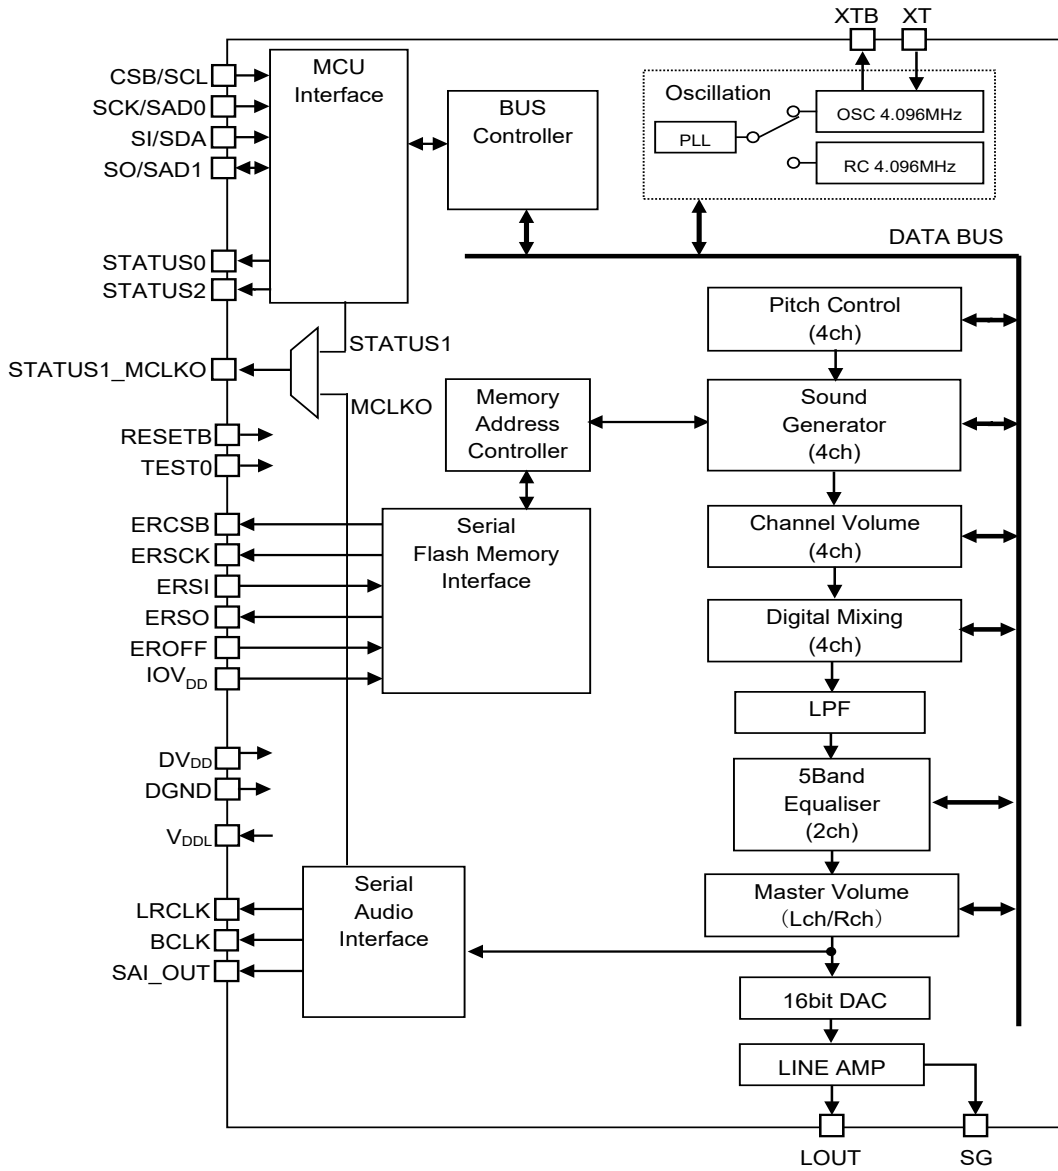 XTB
XT
CSB/SCL
SCK/SAD0
SI/SDA
SO/SAD1
STATUS0
STATUS2
STATUS1_MCLKO
RESETB
TEST0
ERCSB
ERSCK
ERSI
ERSO
EROFF
IOVDD
DVDD
DGND
VDDL
LRCLK
BCLK
SAI_OUT
MCU
Interface
BUS
Controller
Oscillation
PLL
OSC 4.096MHz
RC 4.096MHz
DATA BUS
STATUS1
MCLKO
Memory
Address
Controller
Serial
Flash Memory
Interface
Serial
Audio
Interface
Pitch Control
(4ch)
Sound
Generator
(4ch)
Channel Volume
(4ch)
Digital Mixing
(4ch)
LPF
5Band
Equaliser
(2ch)
Master Volume
（Lch/Rch）
16bit DAC
LINE AMP
LOUT
SG